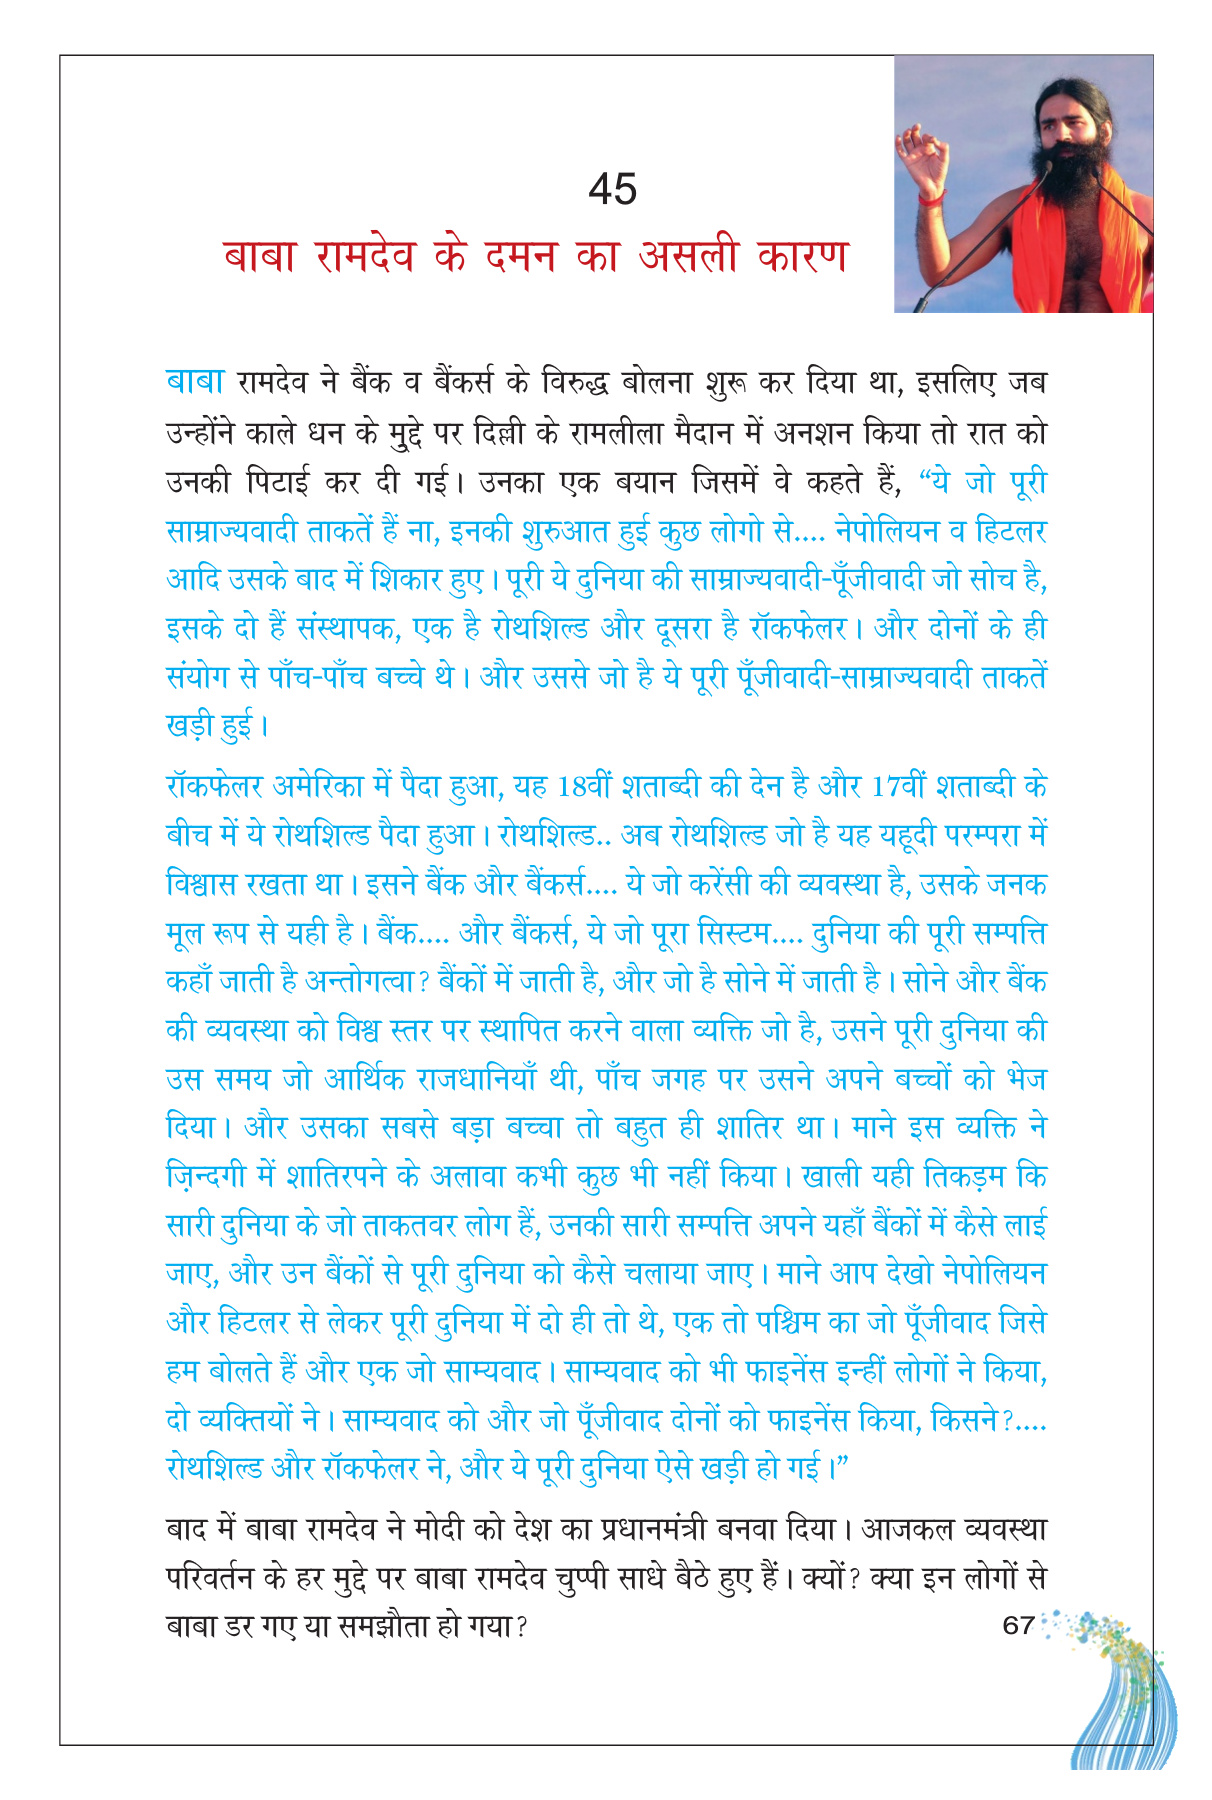 45
बाबा रामदेव के दमन का असली कारण
बाबा रामदेव ने बैंक व बैंकर्स के विरुद्ध बोलना शुरू कर दिया था, इसलिए जब
उन्होंने काले धन के मुद्दे पर दिल्ली के रामलीला मैदान में अनशन किया तो रात को
उनकी पिटाई कर दी गई। उनका एक बयान जिसमें वे कहते हैं, “ये जो पूरी
साम्राज्यवादी ताकतें हैं ना, इनकी शुरुआत हुई कुछ लोगो से.... नेपोलियन व हिटलर
आदि उसके बाद में शिकार हुए। पूरी ये दुनिया की साम्राज्यवादी-पूँजीवादी जो सोच है,
इसके दो हैं संस्थापक, एक है रोथशिल्ड और दूसरा है रॉकफेलर। और दोनों के ही
संयोग से पाँच-पाँच बच्चे थे। और उससे जो है ये पूरी पूँजीवादी-साम्राज्यवादी ताकतें
खड़ी हुई।
रॉकफेलर अमेरिका में पैदा हुआ, यह 18वीं शताब्दी की देन है और 17वीं शताब्दी के
बीच में ये रोथशिल्ड पैदा हुआ। रोथशिल्ड.. अब रोथशिल्ड जो है यह यहूदी परम्परा में
विश्वास रखता था। इसने बैंक और बैंकर्स.... ये जो करेंसी की व्यवस्था है, उसके जनक
मूल रूप से यही है। बैंक.... और बैंकर्स, ये जो पूरा सिस्टम.... दुनिया की पूरी सम्पत्ति
कहाँ जाती है अन्तोगत्वा? बैंकों में जाती है, और जो है सोने में जाती है। सोने और बैंक
की व्यवस्था को विश्व स्तर पर स्थापित करने वाला व्यक्ति जो है, उसने पूरी दुनिया की
उस समय जो आर्थिक राजधानियाँ थी, पाँच जगह पर उसने अपने बच्चों को भेज
दिया। और उसका सबसे बड़ा बच्चा तो बहुत ही शातिर था। माने इस व्यक्ति ने
ज़िन्दगी में शातिरपने के अलावा कभी कुछ भी नहीं किया। खाली यही तिकड़म कि
सारी दुनिया के जो ताकतवर लोग हैं, उनकी सारी सम्पत्ति अपने यहाँ बैंकों में कैसे लाई
जाए, और उन बैंकों से पूरी दुनिया को कैसे चलाया जाए। माने आप देखो नेपोलियन
और हिटलर से लेकर पूरी दुनिया में दो ही तो थे, एक तो पश्चिम का जो पूँजीवाद जिसे
हम बोलते हैं और एक जो साम्यवाद। साम्यवाद को भी फाइनेंस इन्हीं लोगों ने किया,
दो व्यक्तियों ने। साम्यवाद को और जो पूँजीवाद दोनों को फाइनेंस किया, किसने?....
रोथशिल्ड और रॉकफेलर ने, और ये पूरी दुनिया ऐसे खड़ी हो गई।”
बाद में बाबा रामदेव ने मोदी को देश का प्रधानमंत्री बनवा दिया। आजकल व्यवस्था
परिवर्तन के हर मुद्दे पर बाबा रामदेव चुप्पी साधे बैठे हुए हैं। क्यों? क्या इन लोगों से
बाबा डर गए या समझौता हो गया?
67